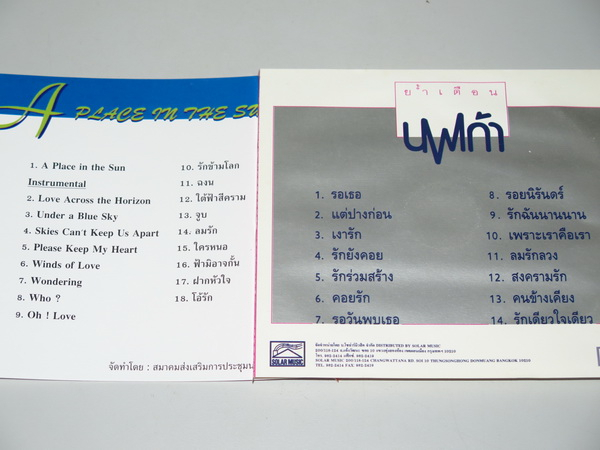 A PLACE IN THE SU
1. A Place in the Sun
Instrumental
2. Love Across the Horizon
3. Under a Blue Sky
4. Skies Can't Keep Us Apart
5. Please Keep My Heart
6. Winds of Love
7. Wondering
8. Who ?
9. Oh ! Love
10. รักข้ามโลก
11. ฉงน
12. ใต้ฟ้าสีคราม
13. จูบ
14. ลมรัก
15. ใครหนอ
16. ฟ้ามิอาจกั้น
17. ฝากหัวใจ
18. โอ้รัก
จัดทำโดย : สมาคมส่งเสริมการประชุมน
ย้ำเตือน
นฟเก้า
1. รอเธอ
2. แต่ปางก่อน
3. เงารัก
4. รักยังคอย
5. รักร่วมสร้าง
6. คอยรัก
7. รอวันพบเธอ
8. รอยนิรันดร์
9. รักฉันนานนาน
10. เพราะเราคือเรา
11. ลมรักลวง
12. สงครามรัก
13. คนข้างเคียง
14. รักเดียวใจเดียว
SOLAR MUSIC
DISTRIBUTED BY SOLAR MUSIC
CHANGWATTANA RD. SOI 10 THUNGSONGHONG DONMUANG BANGKOK 10210